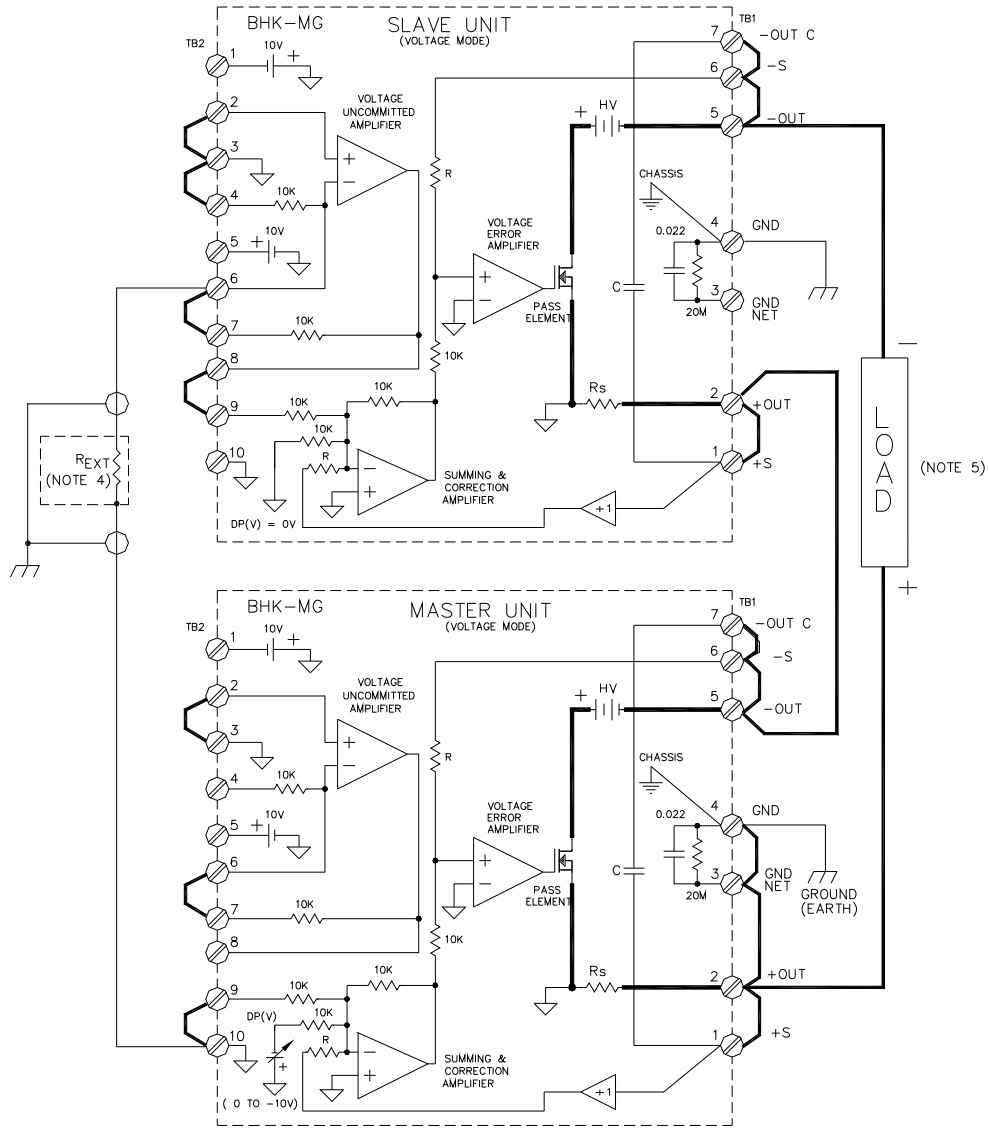 BHK-MG
SLAVE UNIT
(VOLTAGE MODE)
TB2
TB1
1
10V
+
7
-OUT C
6
-S
2
VOLTAGE
UNCOMMITTED
AMPLIFIER
+
HV
5
-OUT
3
+
−
R
CHASSIS
4
10K
VOLTAGE
ERROR
AMPLIFIER
4
GND
0.022
5
+
10V
6
+
−
C
3
20M
GND
NET
PASS
ELEMENT
7
10K
−
8
10K
10K
Rs
2
+OUT
9
10K
10K
LOAD
(NOTE 5)
REXT
(NOTE 4)
10
R
−
+
SUMMING &
CORRECTION
AMPLIFIER
1
+S
DP(V) = 0V
+1
+
BHK-MG
MASTER UNIT
(VOLTAGE MODE)
TB2
TB1
1
10V
+
7
-OUT C
6
-S
2
VOLTAGE
UNCOMMITTED
AMPLIFIER
+
HV
5
-OUT
3
+
−
R
CHASSIS
4
10K
VOLTAGE
ERROR
AMPLIFIER
4
GND
0.022
5
+
10V
6
+
−
C
3
20M
GND
NET
PASS
ELEMENT
GROUND
(EARTH)
7
10K
8
10K
10K
Rs
2
+OUT
9
10K
DP(V)
10K
10
R
−
+
+
SUMMING &
CORRECTION
AMPLIFIER
1
+S
( 0 TO -10V)
+1